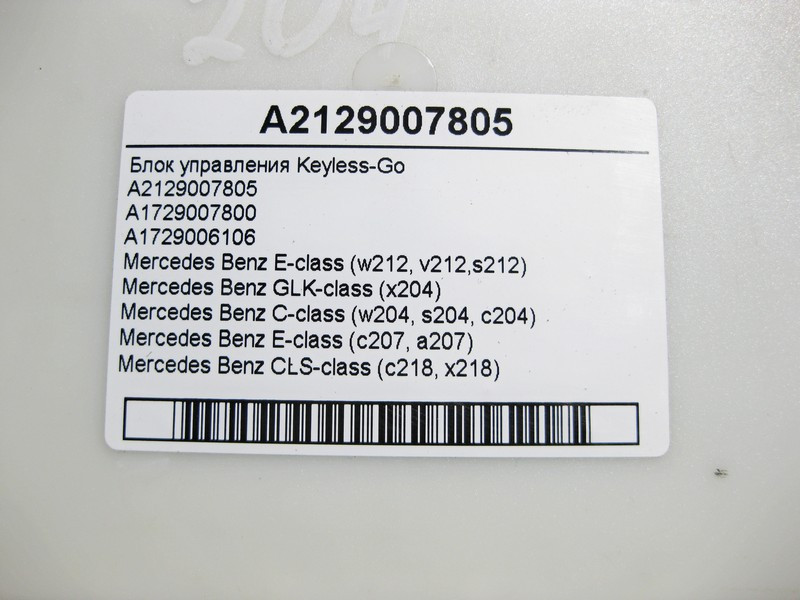 204
A2129007805
Блок управления Keyless-Go
A2129007805
A1729007800
A1729006106
Mercedes Benz E-class (w212, v212,s212)
Mercedes Benz GLK-class (x204)
Mercedes Benz C-class (w204, s204, c204)
Mercedes Benz E-class (c207, a207)
Mercedes Benz CLS-class (c218, x218)